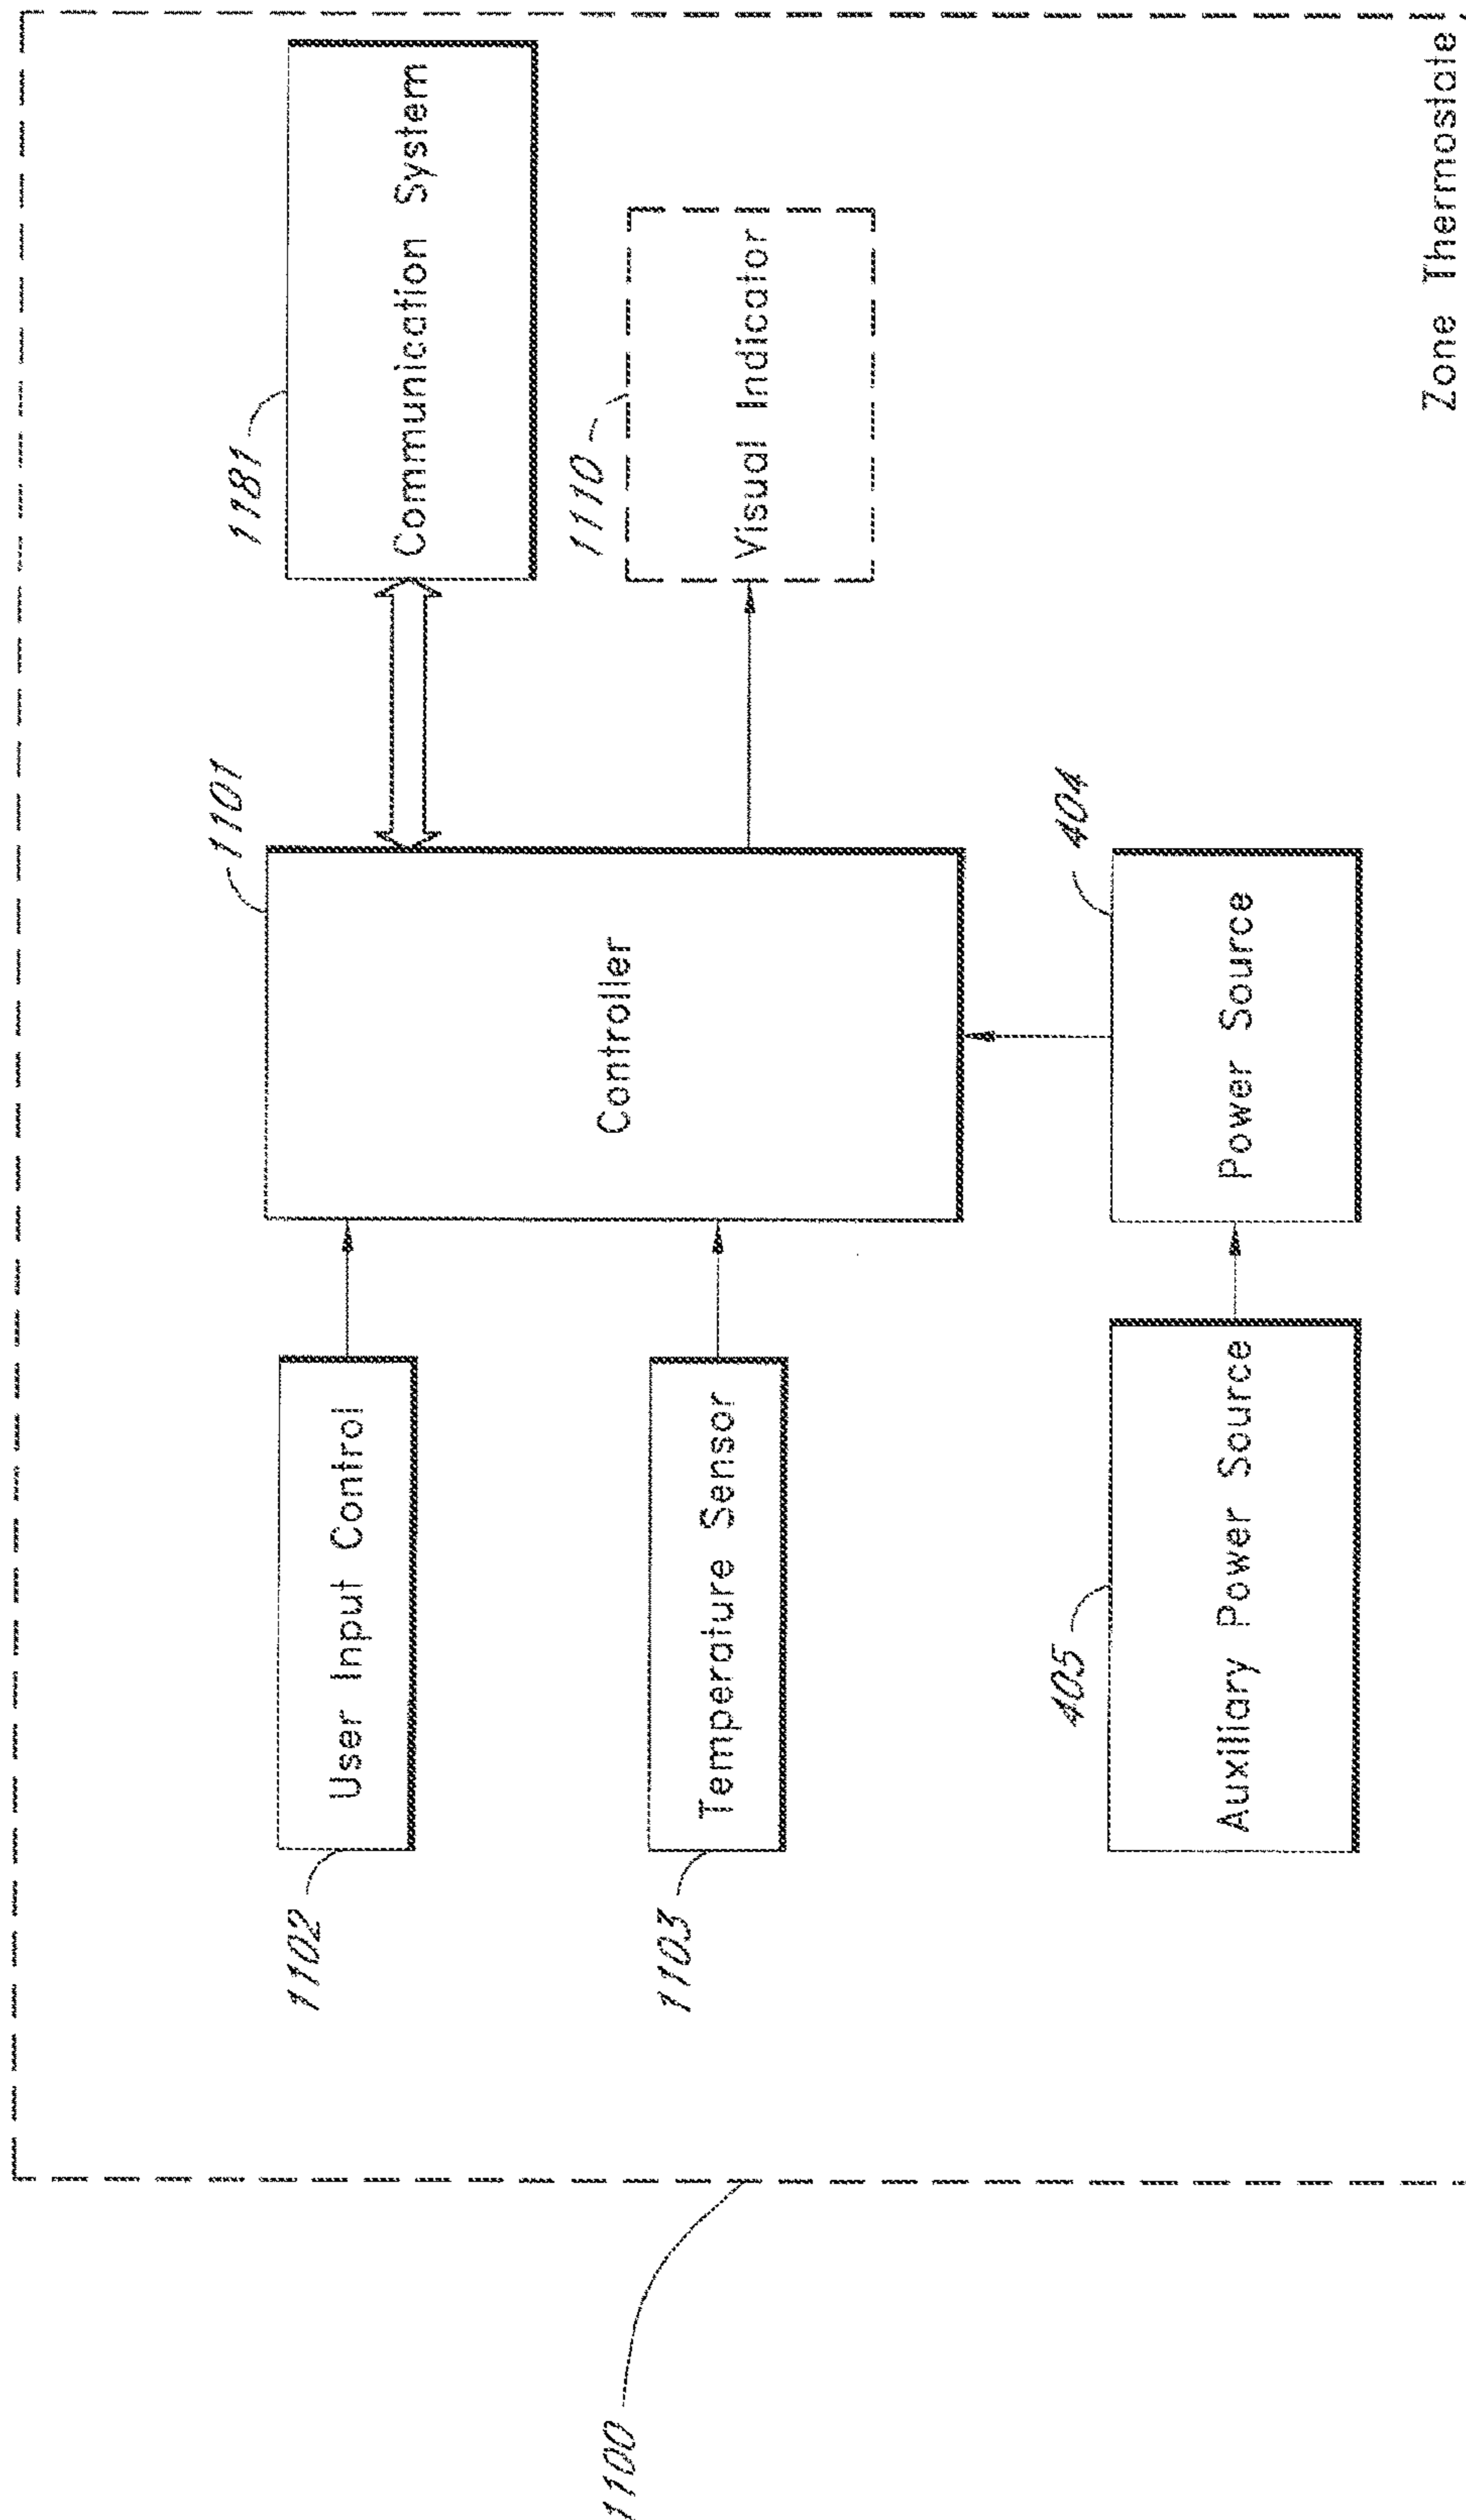 1101
1181
1102
User Input Control
Communication System
1110
1100
Controller
1103
Temperature Sensor
Visual Indicator
405
404
Auxiliary Power Source
Power Source
Zone Thermostate